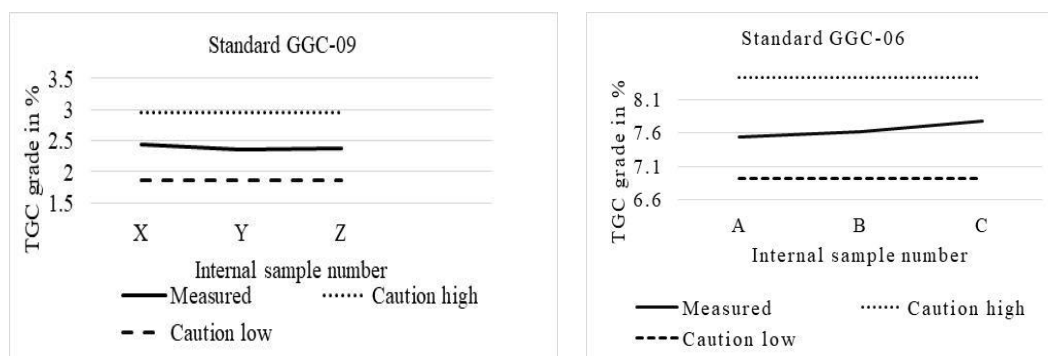 Standard GGC-09
3.5
3
2.5
2
1.5
TGC grade in %
X Y Z
Internal sample number
Measured Caution high
Caution low
Standard GGC-06
8.1
7.6
7.1
6.6
TGC grade in %
A B C
Internal sample number
Measured Caution high
Caution low